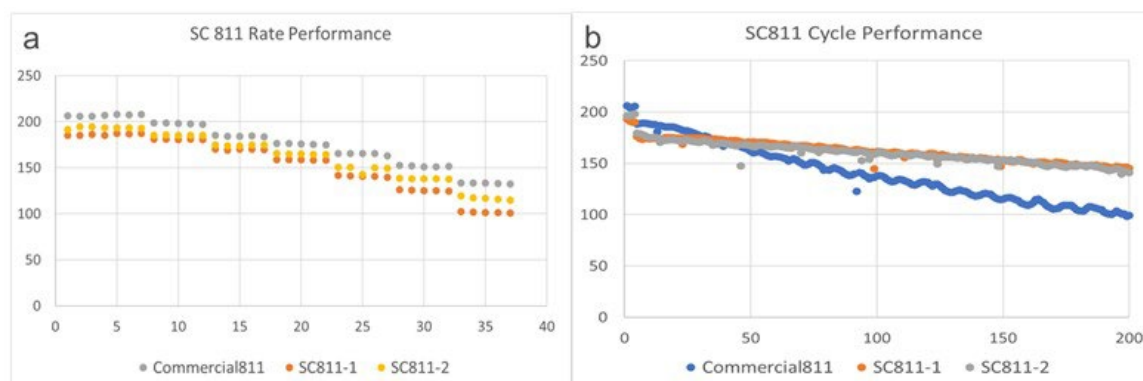 a
SC 811 Rate Performance
250
200
150
100
50
0
0 5 10 15 20 25 30 35 40
Commercial811 SC811-1 SC811-2
b
SC811 Cycle Performance
250
200
150
100
50
0
0 50 100 150 200
Commercial811 SC811-1 SC811-2